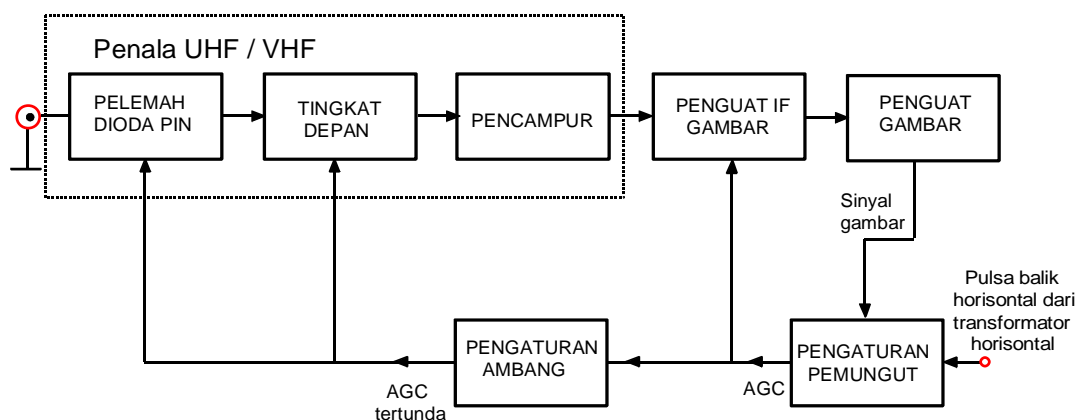 Penala UHF / VHF
PELEMAH
DIODA PIN
TINGKAT
DEPAN
PENCAMPUR
PENGUAT IF
GAMBAR
PENGUAT
GAMBAR
Sinyal
gambar
Pulsa balik
horisontal dari
transformator
horisontal
PENGATURAN
AMBANG
PENGATURAN
PEMUNGUT
AGC
AGC
tertunda